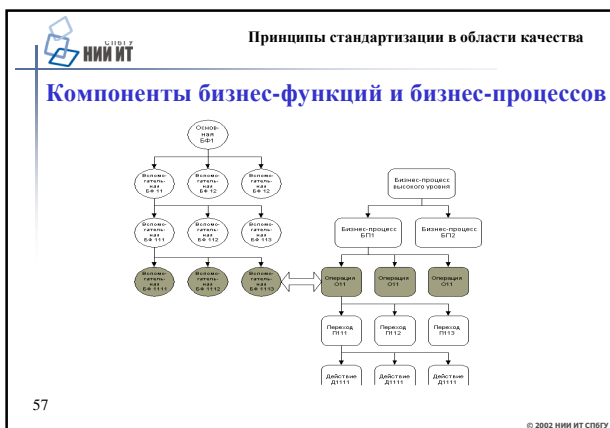 СПбГУ
НИИ ИТ
Принципы стандартизации в области качества
Компоненты бизнес-функций и бизнес-процессов
Основ-
ная
БФ1
Вспомо-
гатель-
ная
БФ 11
Вспомо-
гатель-
ная
БФ 12
Вспомо-
гатель-
ная
БФ 12
Вспомо-
гатель-
ная
БФ 111
Вспомо-
гатель-
ная
БФ 112
Вспомо-
гатель-
ная
БФ 113
Вспомо-
гатель-
ная
БФ 1111
Вспомо-
гатель-
ная
БФ 1112
Вспомо-
гатель-
ная
БФ 1113
Бизнес-процесс
высокого уровня
Бизнес-процесс
БП1
Бизнес-процесс
БП2
Операция
О11
Операция
О11
Операция
О11
Переход
П111
Переход
П112
Переход
П113
Действие
Д1111
Действие
Д1111
Действие
Д1111
57
© 2002 НИИ ИТ СПбГУ